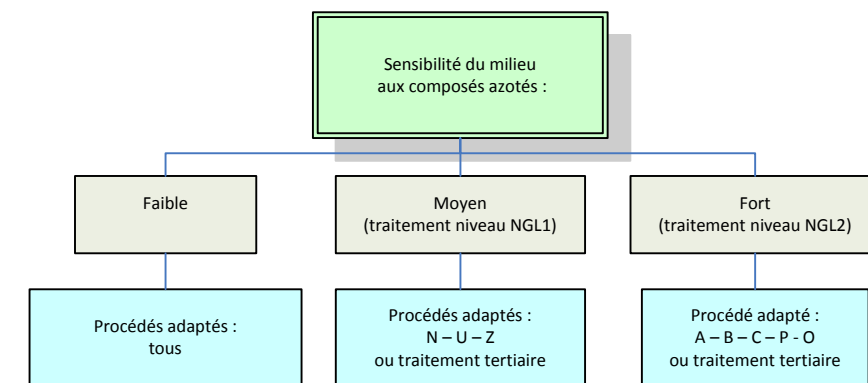 Sensibilité du milieu
aux composés azotés :
Faible
Moyen
(traitement niveau NGL1)
Fort
(traitement niveau NGL2)
Procédés adaptés :
tous
Procédés adaptés :
N – U – Z
ou traitement tertiaire
Procédé adapté :
A – B – C – P - O
ou traitement tertiaire